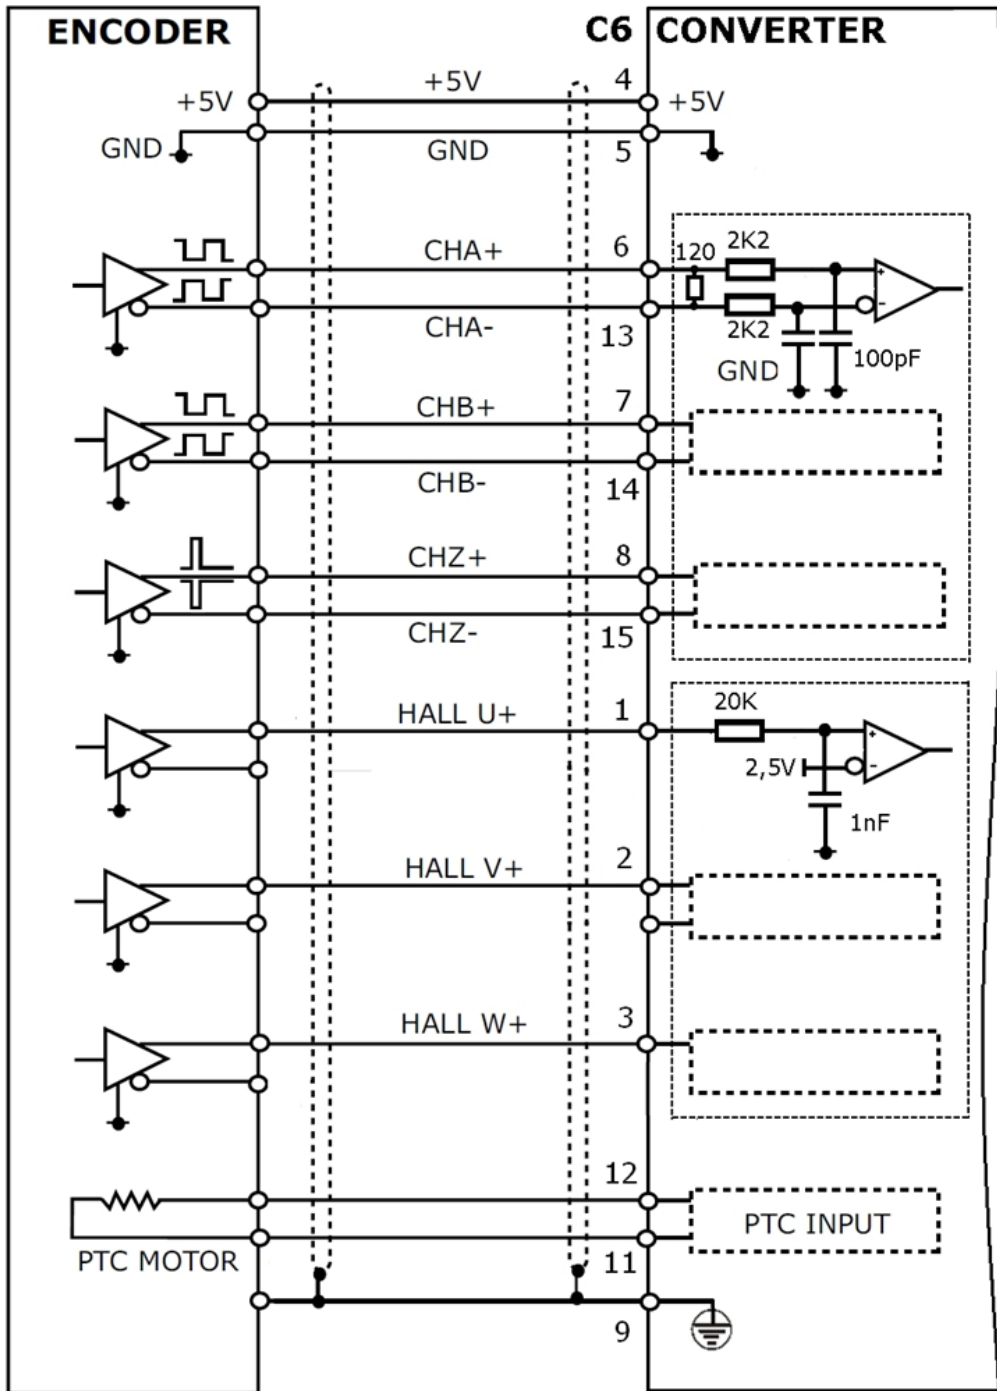 ENCODER C6 CONVERTER
+5V +5V 4 +5V
GND GND 5
CHA+ 6 120 2K2
+
-
CHA- 13 2K2
GND 100pF
CHB+ 7
CHB- 14
CHZ+ 8
CHZ- 15
HALL U+ 1 20K
+
2,5V -
1nF
HALL V+ 2
HALL W+ 3
12
PTC INPUT
PTC MOTOR 11
9